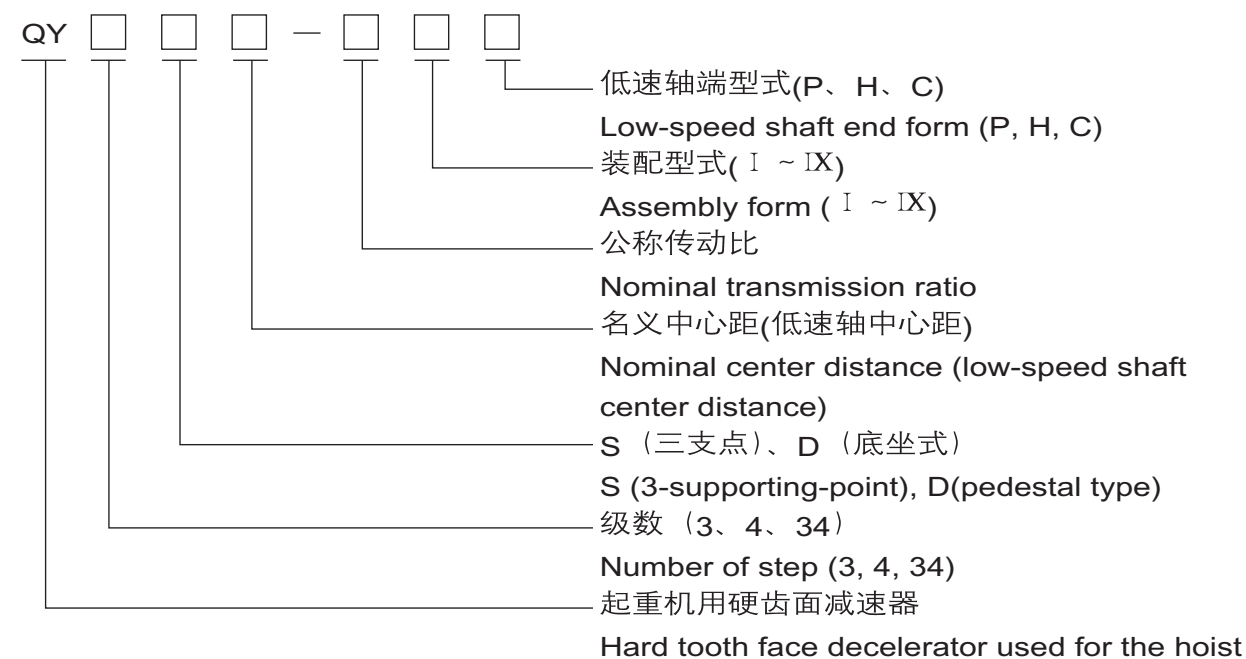 QY □ □ □ － □ □ □
低速轴端型式(P、H、C)
Low-speed shaft end form (P, H, C)
装配型式(Ⅰ ~ Ⅸ)
Assembly form (Ⅰ ~ Ⅸ)
公称传动比
Nominal transmission ratio
名义中心距(低速轴中心距)
Nominal center distance (low-speed shaft
center distance)
S（三支点）、D（底坐式）
S (3-supporting-point), D(pedestal type)
级数（3、4、34）
Number of step (3, 4, 34)
起重机用硬齿面减速器
Hard tooth face decelerator used for the hoist